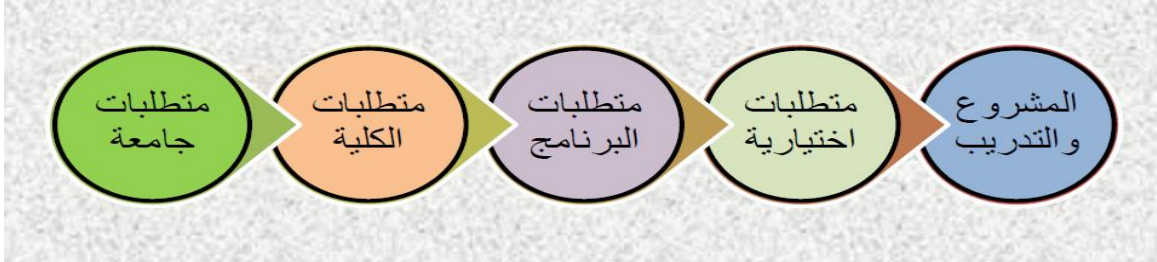 متطلبات
جامعة
متطلبات
الكلية
متطلبات
البرنامج
متطلبات
اختيارية
المشروع
والتدريب